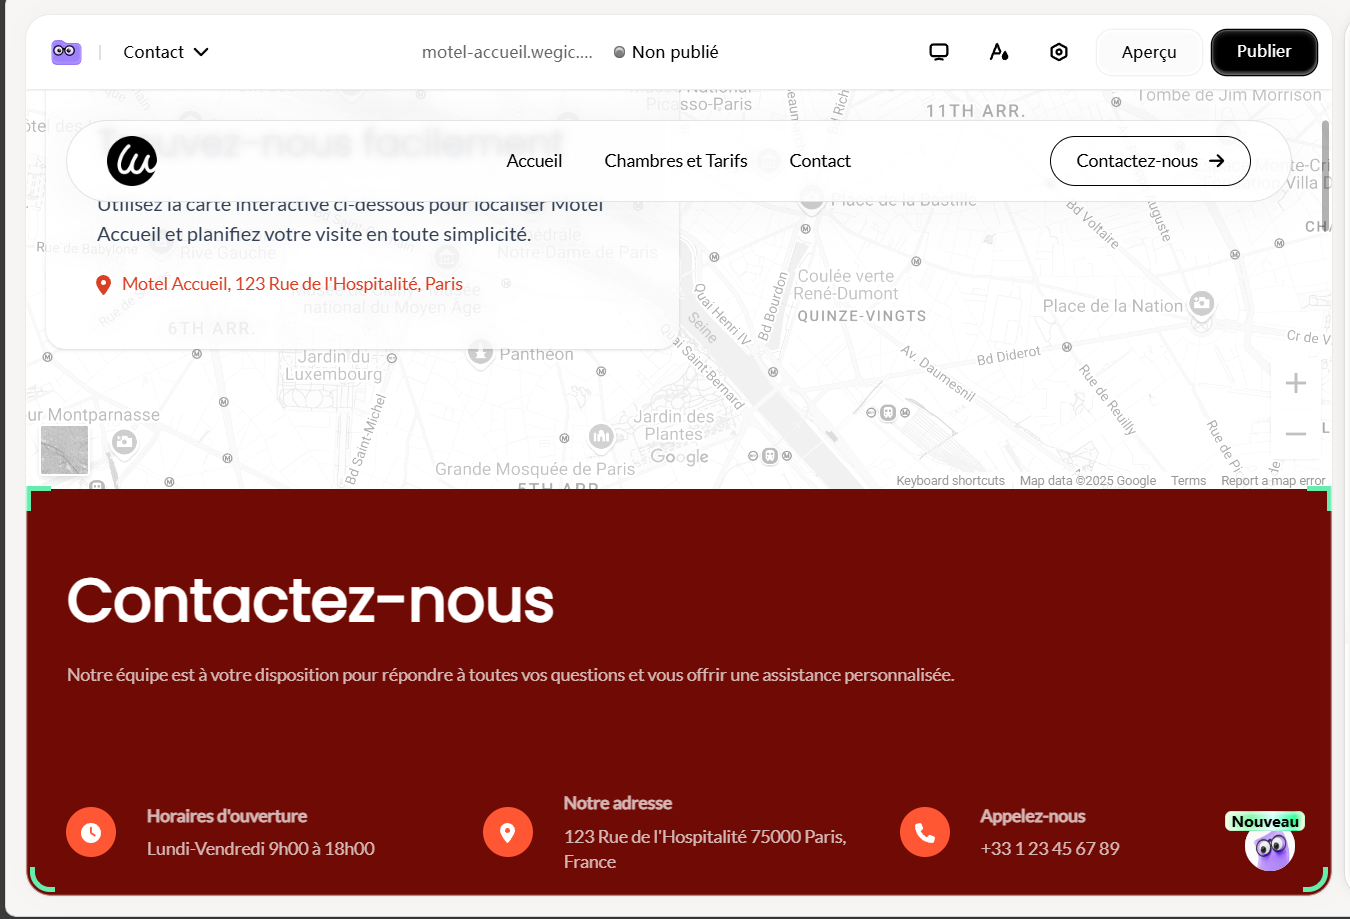 Contact
motel-accueil.wegic....
Non publié
Aperçu
Publier
Picasso-Paris
11TH ARR.
Tombe de Jim Morrison
Trouvez-nous facilement
Accueil
Chambres et Tarifs
Contact
Contactez-nous
Place de la Bastille
Utilisez la carte interactive ci-dessous pour localiser Motel
Accueil et planifiez votre visite en toute simplicité.
Rue de Babylone
Rive Gauche
Notre-Dame de Paris
Bd Voltaire
Motel Accueil, 123 Rue de l'Hospitalité, Paris
national du Moyen Âge
6TH ARR.
Coulée verte
René-Dumont
QUINZE-VINGTS
Quai Henri IV
Bd Bourdon
Seine
Quai Saint-Bernard
Place de la Nation
Cr de V
Bd Diderot
Av. Daumesnil
Rue de Reuilly
Jardin du
Luxembourg
Panthéon
ur Montparnasse
Bd Saint-Michel
Jardin des
Plantes
Google
Grande Mosquée de Paris
5TH ARR
Keyboard shortcuts
Map data ©2025 Google
Terms
Report a map error
Contactez-nous
Notre équipe est à votre disposition pour répondre à toutes vos questions et vous offrir une assistance personnalisée.
Horaires d'ouverture
Lundi-Vendredi 9h00 à 18h00
Notre adresse
123 Rue de l'Hospitalité 75000 Paris,
France
Appelez-nous
+33 1 23 45 67 89
Nouveau